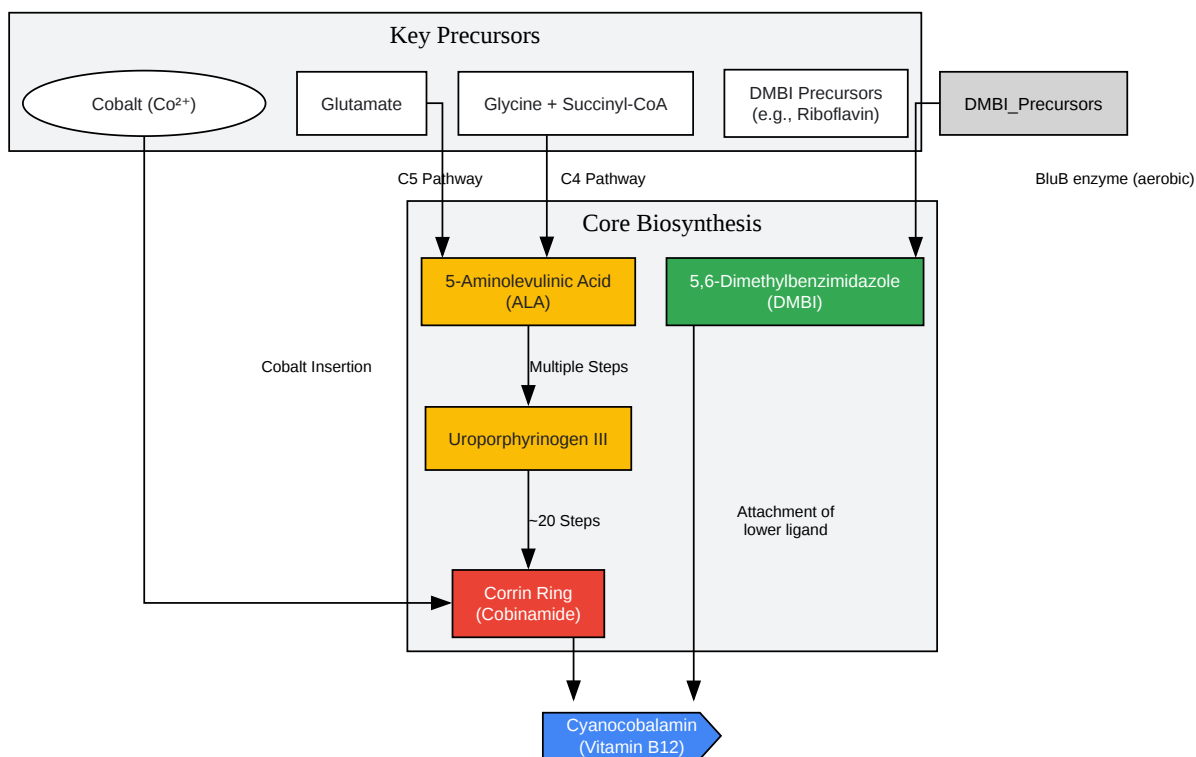 Key Precursors
Cobalt (Co²⁺)
Glutamate
Glycine + Succinyl-CoA
DMBI Precursors
(e.g., Riboflavin)
DMBI_Precursors
C5 Pathway
C4 Pathway
BluB enzyme (aerobic)
Core Biosynthesis
5-Aminolevulinic Acid
(ALA)
5,6-Dimethylbenzimidazole
(DMBI)
Cobalt Insertion
Multiple Steps
Uroporphyrinogen III
~20 Steps
Attachment of
lower ligand
Corrin Ring
(Cobinamide)
Cyanocobalamin
(Vitamin B12)